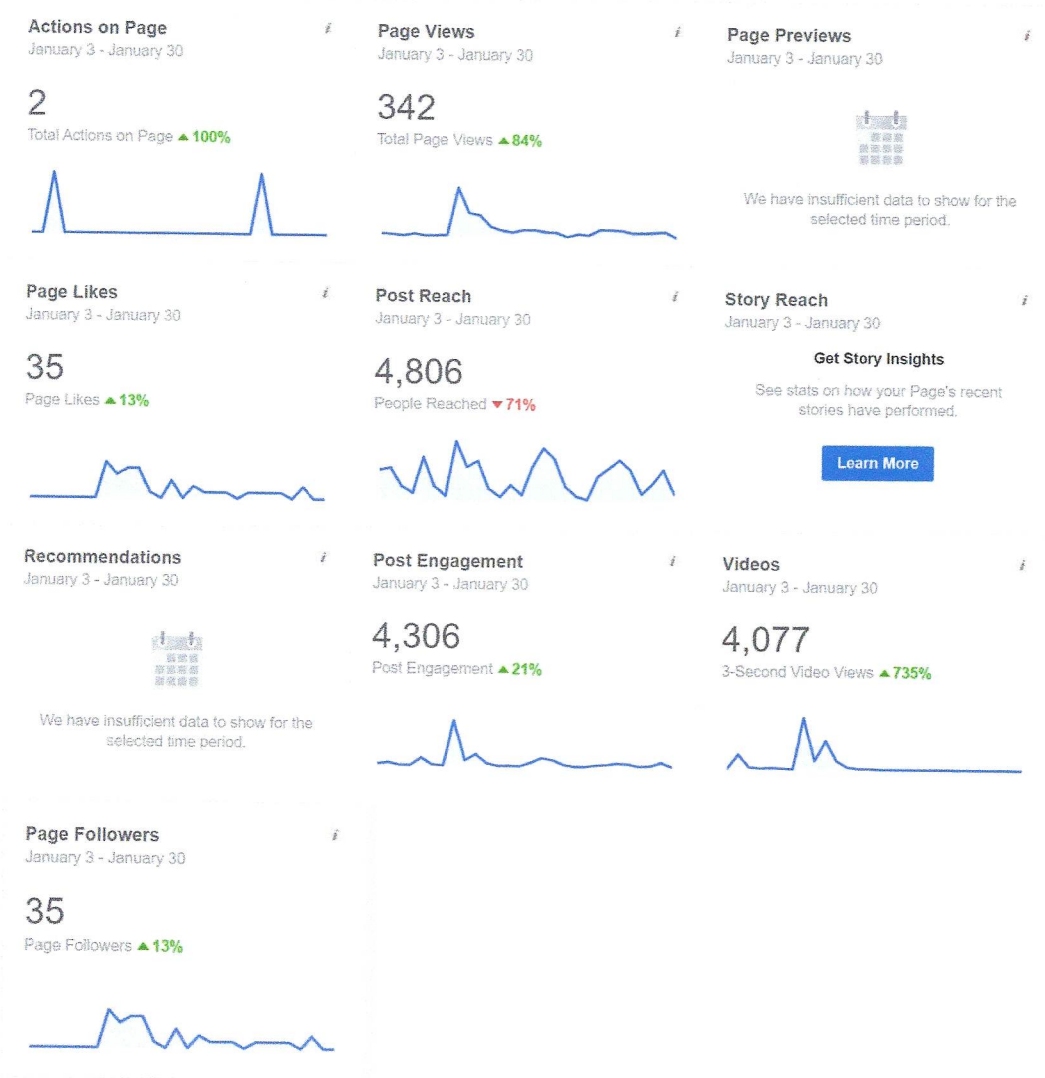 Actions on Page
January 3 - January 30
2
Total Actions on Page ▲ 100%
Page Views
January 3 - January 30
342
Total Page Views ▲ 84%
Page Previews
January 3 - January 30
We have insufficient data to show for the
selected time period.
Page Likes
January 3 - January 30
35
Page Likes ▲ 13%
Post Reach
January 3 - January 30
4,806
People Reached ▼ 71%
Story Reach
January 3 - January 30
Get Story Insights
See stats on how your Page's recent
stories have performed.
Learn More
Recommendations
January 3 - January 30
We have insufficient data to show for the
selected time period.
Post Engagement
January 3 - January 30
4,306
Post Engagement ▲ 21%
Videos
January 3 - January 30
4,077
3-Second Video Views ▲ 735%
Page Followers
January 3 - January 30
35
Page Followers ▲ 13%